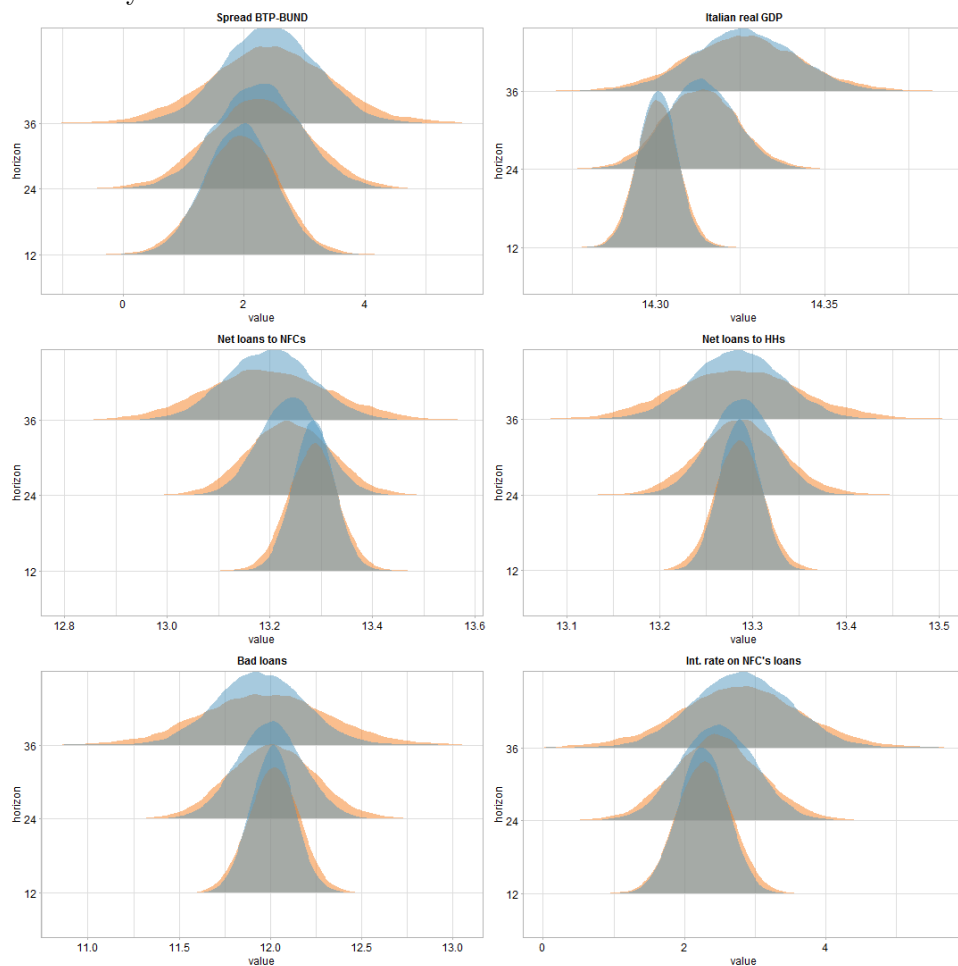 Spread BTP-BUND
horizon
36
24
12
0 2 4
value
Italian real GDP
horizon
36
24
12
14.30 14.35
value
Net loans to NFCs
horizon
36
24
12
12.8 13.0 13.2 13.4 13.6
value
Net loans to HHs
horizon
36
24
12
13.1 13.2 13.3 13.4 13.5
value
Bad loans
horizon
36
24
12
11.0 11.5 12.0 12.5 13.0
value
Int. rate on NFC's loans
horizon
36
24
12
0 2 4
value